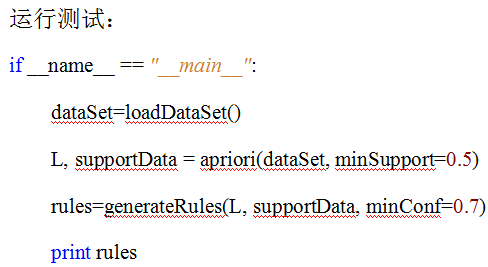 运行测试：
if __name__ == "__main__":
dataSet=loadDataSet()
L, supportData = apriori(dataSet, minSupport=0.5)
rules=generateRules(L, supportData, minConf=0.7)
print rules